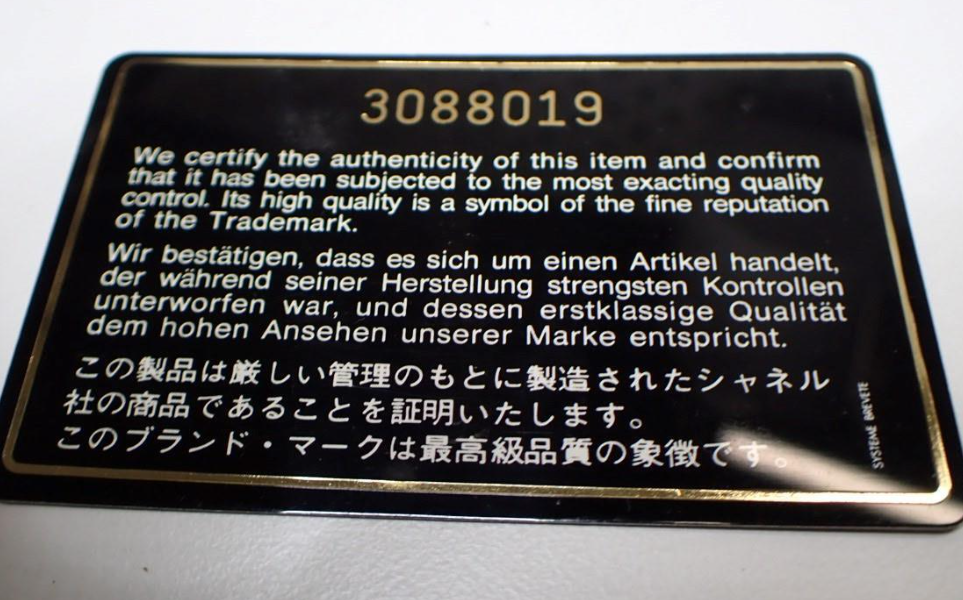 3088019
We certify the authenticity of this item and confirm
that it has been subjected to the most exacting quality
control. Its high quality is a symbol of the fine reputation
of the Trademark.
Wir bestätigen, dass es sich um einen Artikel handelt,
der während seiner Herstellung strengsten Kontrollen
unterworfen war, und dessen erstklassige Qualität
dem hohen Ansehen unserer Marke entspricht.
この製品は厳しい管理のもとに製造されたシャネル
社の商品であることを証明いたします。
このブランド・マークは最高級品質の象徴です。
SYSTEME BREVETE